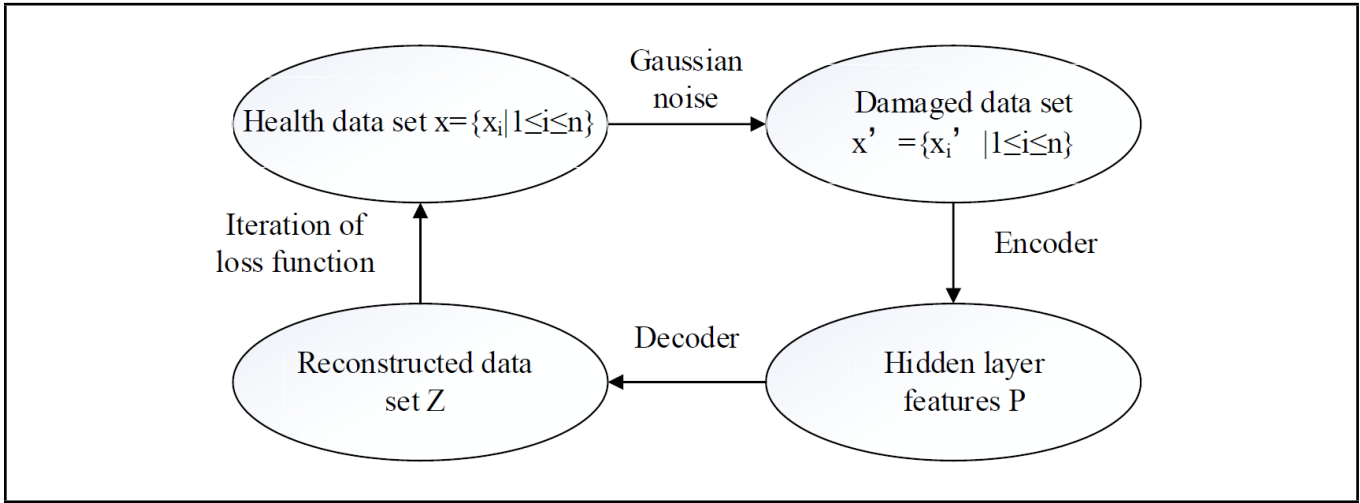 Health data set x={xᵢ|1≤i≤n}
Gaussian
noise
Damaged data set
x’ ={xᵢ’ |1≤i≤n}
Encoder
Hidden layer
features P
Decoder
Reconstructed data
set Z
Iteration of
loss function